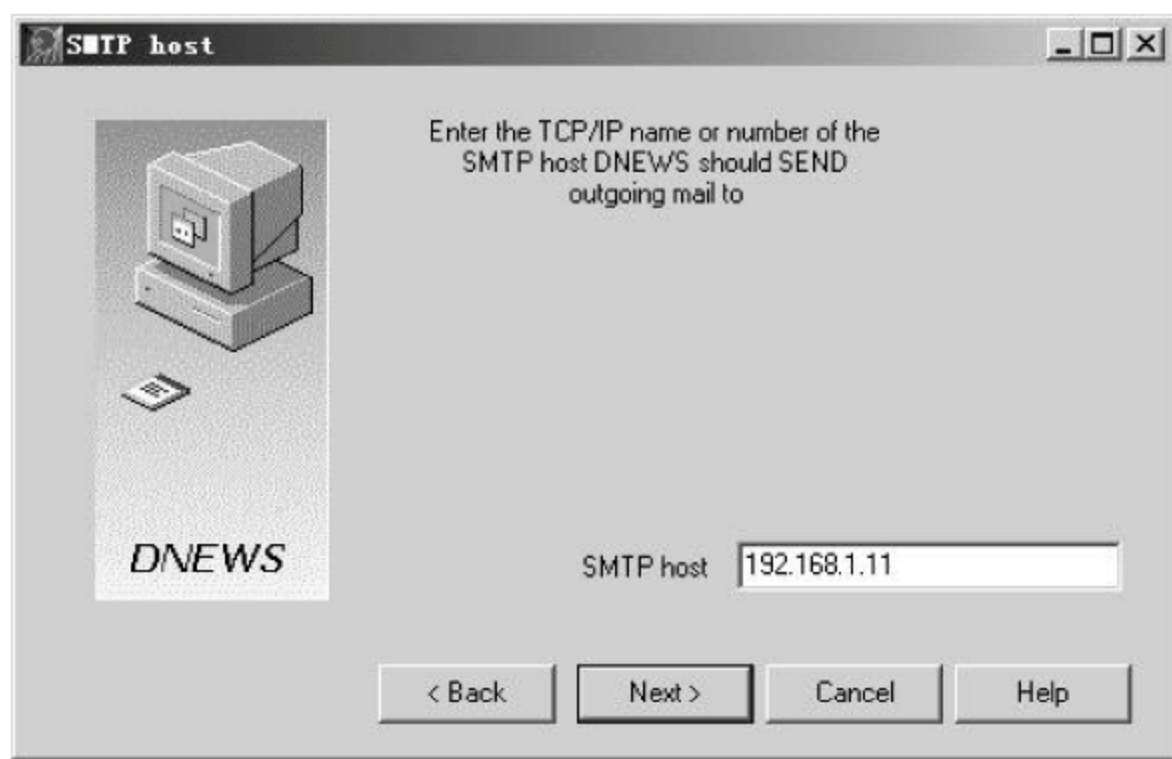 SMTP host
Enter the TCP/IP name or number of the
SMTP host DNEWS should SEND
outgoing mail to
DNEWS
SMTP host 192.168.1.11
< Back Next > Cancel Help